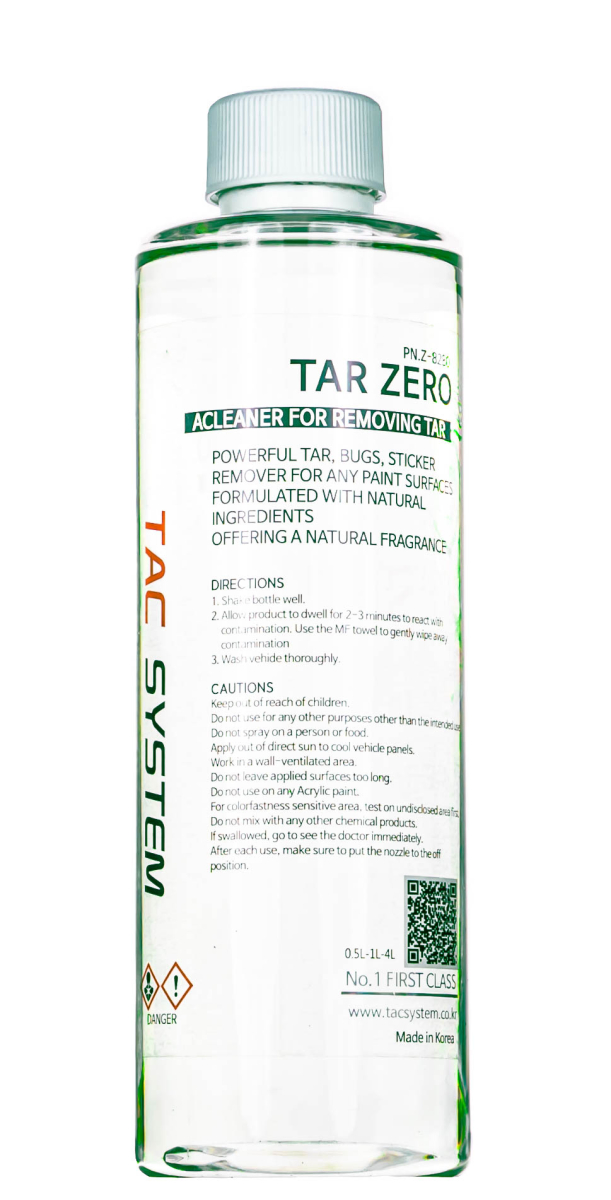 TAR ZERO
ACLEANER FOR REMOVING TAR
POWERFUL TAR, BUGS, STICKER
REMOVER FOR ANY PAINT SURFACES
FORMULATED WITH NATURAL
INGREDIENTS
OFFERING A NATURAL FRAGRANCE
DIRECTIONS
1. Shake bottle well.
2. Allow product to dwell for 2-3 minutes to react with
contamination. Use the MF towel to gently wipe away
contamination
3. Wash vehide thoroughly.
CAUTIONS
Keep out of reach of children.
Do not use for any other purposes other than the intended use
Do not spray on a person or food.
Apply out of direct sun to cool vehicle panels.
Work in a wall-ventilated area.
Do not leave applied surfaces too long.
Do not use on any Acrylic paint.
For colorfastness sensitive area, test on undisclosed area first
Do not mix with any other chemical products.
If swallowed, go to see the doctor immediately.
After each use, make sure to put the nozzle to the off
position.
TAC SYSTEM
DANGER
0.5L-1L-4L
No.1 FIRST CLASS
www.tacsystem.co.kr
Made in Korea